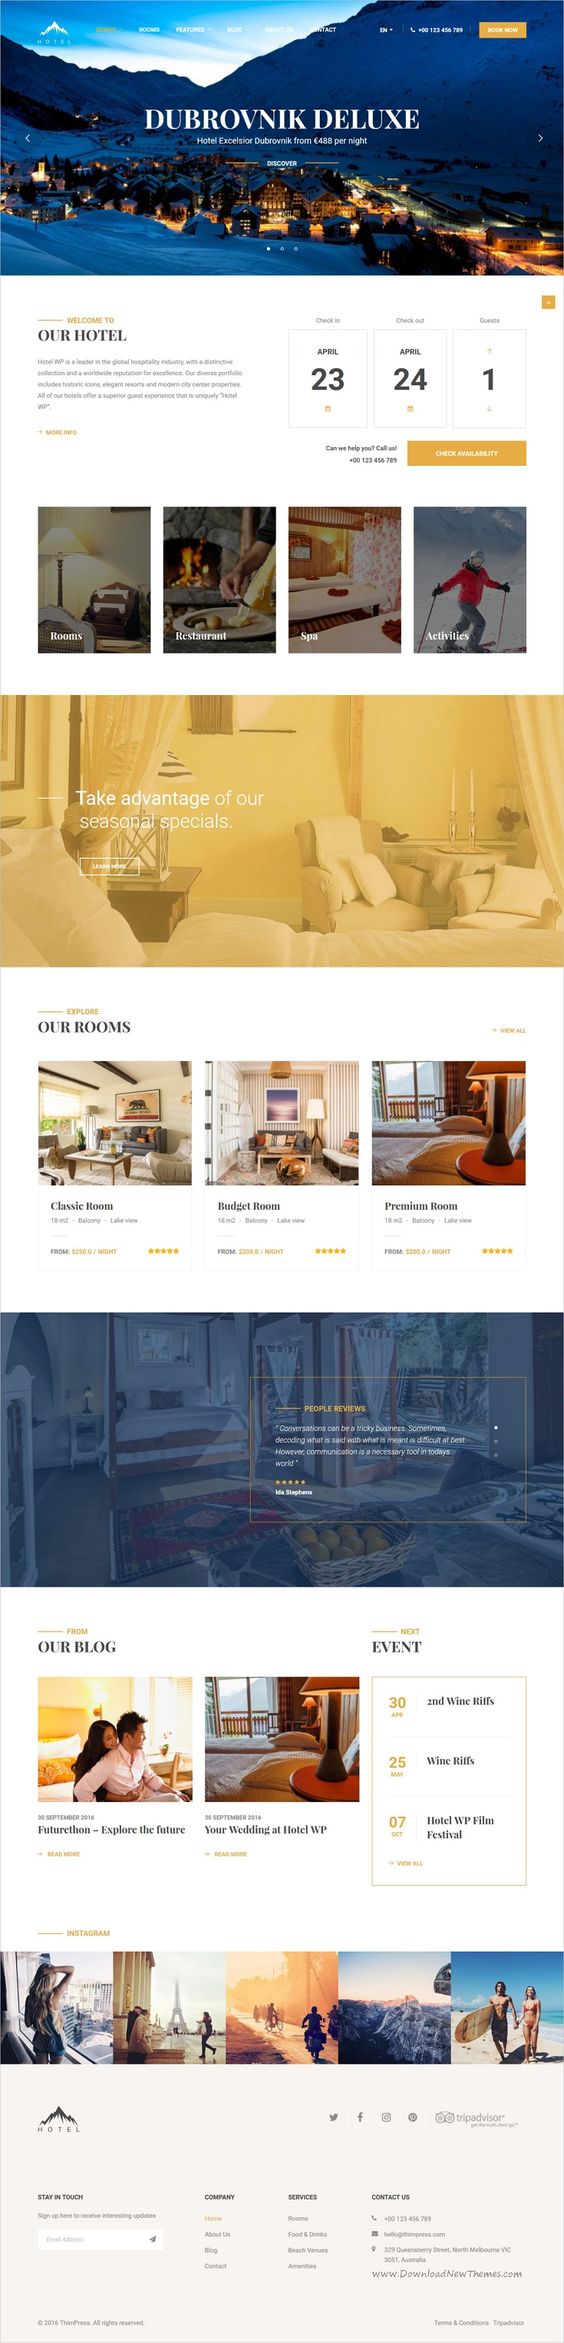 DEMOS ROOMS FEATURES BLOG ABOUT US CONTACT EN +00 123 456 789 BOOK NOW
HOTEL
DUBROVNIK DELUXE
Hotel Excelsior Dubrovnik from €488 per night
DISCOVER
WELCOME TO
OUR HOTEL
Hotel WP is a leader in the global hospitality industry, with a distinctive
collection and a worldwide reputation for excellence. Our diverse portfolio
includes historic icons, elegant resorts and modern city center properties.
All of our hotels offer a superior guest experience that is uniquely "Hotel
WP".
MORE INFO
Check in Check out Guests
APRIL APRIL
23 24 1
Can we help you? Call us!
+00 123 456 789
CHECK AVAILABILITY
Rooms Restaurant Spa Activities
Take advantage of our
seasonal specials.
LEARN MORE
EXPLORE
OUR ROOMS
VIEW ALL
Classic Room
18 m2 - Balcony - Lake view
FROM: $250.0 / NIGHT
Budget Room
18 m2 - Balcony - Lake view
FROM: $200.0 / NIGHT
Premium Room
18 m2 - Balcony - Lake view
FROM: $200.0 / NIGHT
PEOPLE REVIEWS
" Conversations can be a tricky business. Sometimes,
decoding what is said with what is meant is difficult at best.
However, communication is a necessary tool in todays
world "
Ida Stephens
FROM
OUR BLOG
30 SEPTEMBER 2016
Futurethon – Explore the future
READ MORE
30 SEPTEMBER 2016
Your Wedding at Hotel WP
READ MORE
NEXT
EVENT
30 2nd Wine Riffs
APR
25 Wine Riffs
MAY
07 Hotel WP Film
OCT Festival
VIEW ALL
INSTAGRAM
CALIFORNIA REPUBLIC
HOTEL
tripadvisor®
get the truth. then go.™
STAY IN TOUCH
Sign up here to receive interesting updates
Email Address
COMPANY
Home
About Us
Blog
Contact
SERVICES
Rooms
Food & Drinks
Beach Venues
Amenities
CONTACT US
+00 123 456 789
hello@thimpress.com
329 Queensberry Street, North Melbourne VIC
3051, Australia
www.DownloadNewThemes.com
© 2016 ThimPress. All rights reserved.
Terms & Conditions Tripadvisor